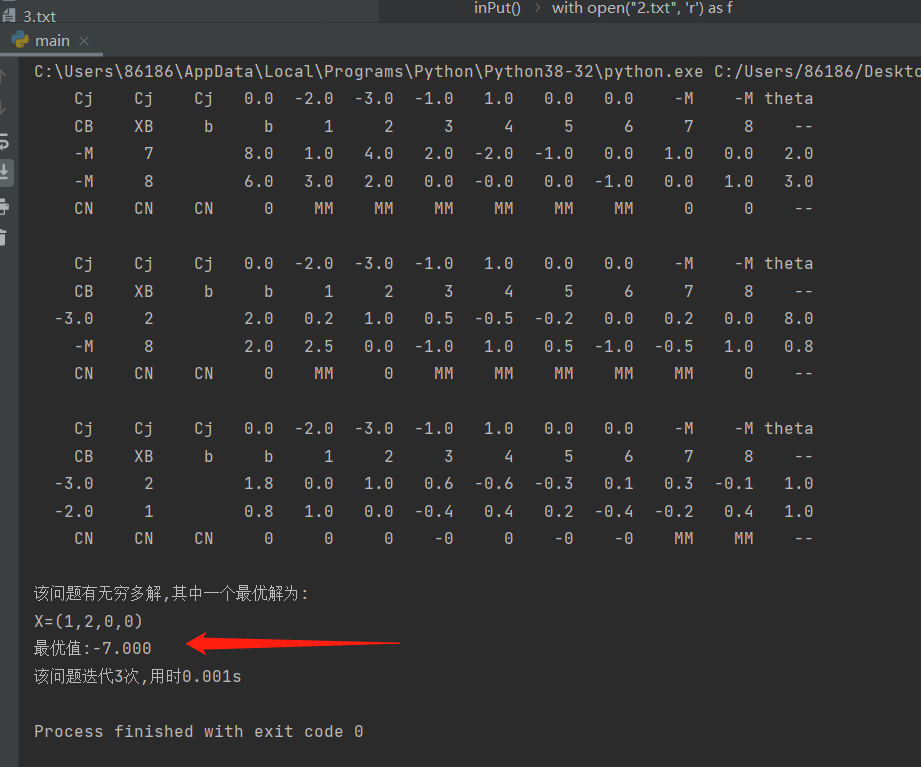 inPut() > with open("2.txt", 'r') as f
3.txt
main ×
C:\Users\86186\AppData\Local\Programs\Python\Python38-32\python.exe C:/Users/86186/Deskto
Cj Cj Cj 0.0 -2.0 -3.0 -1.0 1.0 0.0 0.0 -M -M theta
CB XB b b 1 2 3 4 5 6 7 8 --
-M 7 8.0 1.0 4.0 2.0 -2.0 -1.0 0.0 1.0 0.0 2.0
-M 8 6.0 3.0 2.0 0.0 -0.0 0.0 -1.0 0.0 1.0 3.0
CN CN CN 0 MM MM MM MM MM MM 0 0 --
Cj Cj Cj 0.0 -2.0 -3.0 -1.0 1.0 0.0 0.0 -M -M theta
CB XB b b 1 2 3 4 5 6 7 8 --
-3.0 2 2.0 0.2 1.0 0.5 -0.5 -0.2 0.0 0.2 0.0 8.0
-M 8 2.0 2.5 0.0 -1.0 1.0 0.5 -1.0 -0.5 1.0 0.8
CN CN CN 0 MM 0 MM MM MM MM MM 0 --
Cj Cj Cj 0.0 -2.0 -3.0 -1.0 1.0 0.0 0.0 -M -M theta
CB XB b b 1 2 3 4 5 6 7 8 --
-3.0 2 1.8 0.0 1.0 0.6 -0.6 -0.3 0.1 0.3 -0.1 1.0
-2.0 1 0.8 1.0 0.0 -0.4 0.4 0.2 -0.4 -0.2 0.4 1.0
CN CN CN 0 0 0 -0 0 -0 -0 MM MM --
该问题有无穷多解,其中一个最优解为:
X=(1,2,0,0)
最优值:-7.000
该问题迭代3次,用时0.001s
Process finished with exit code 0